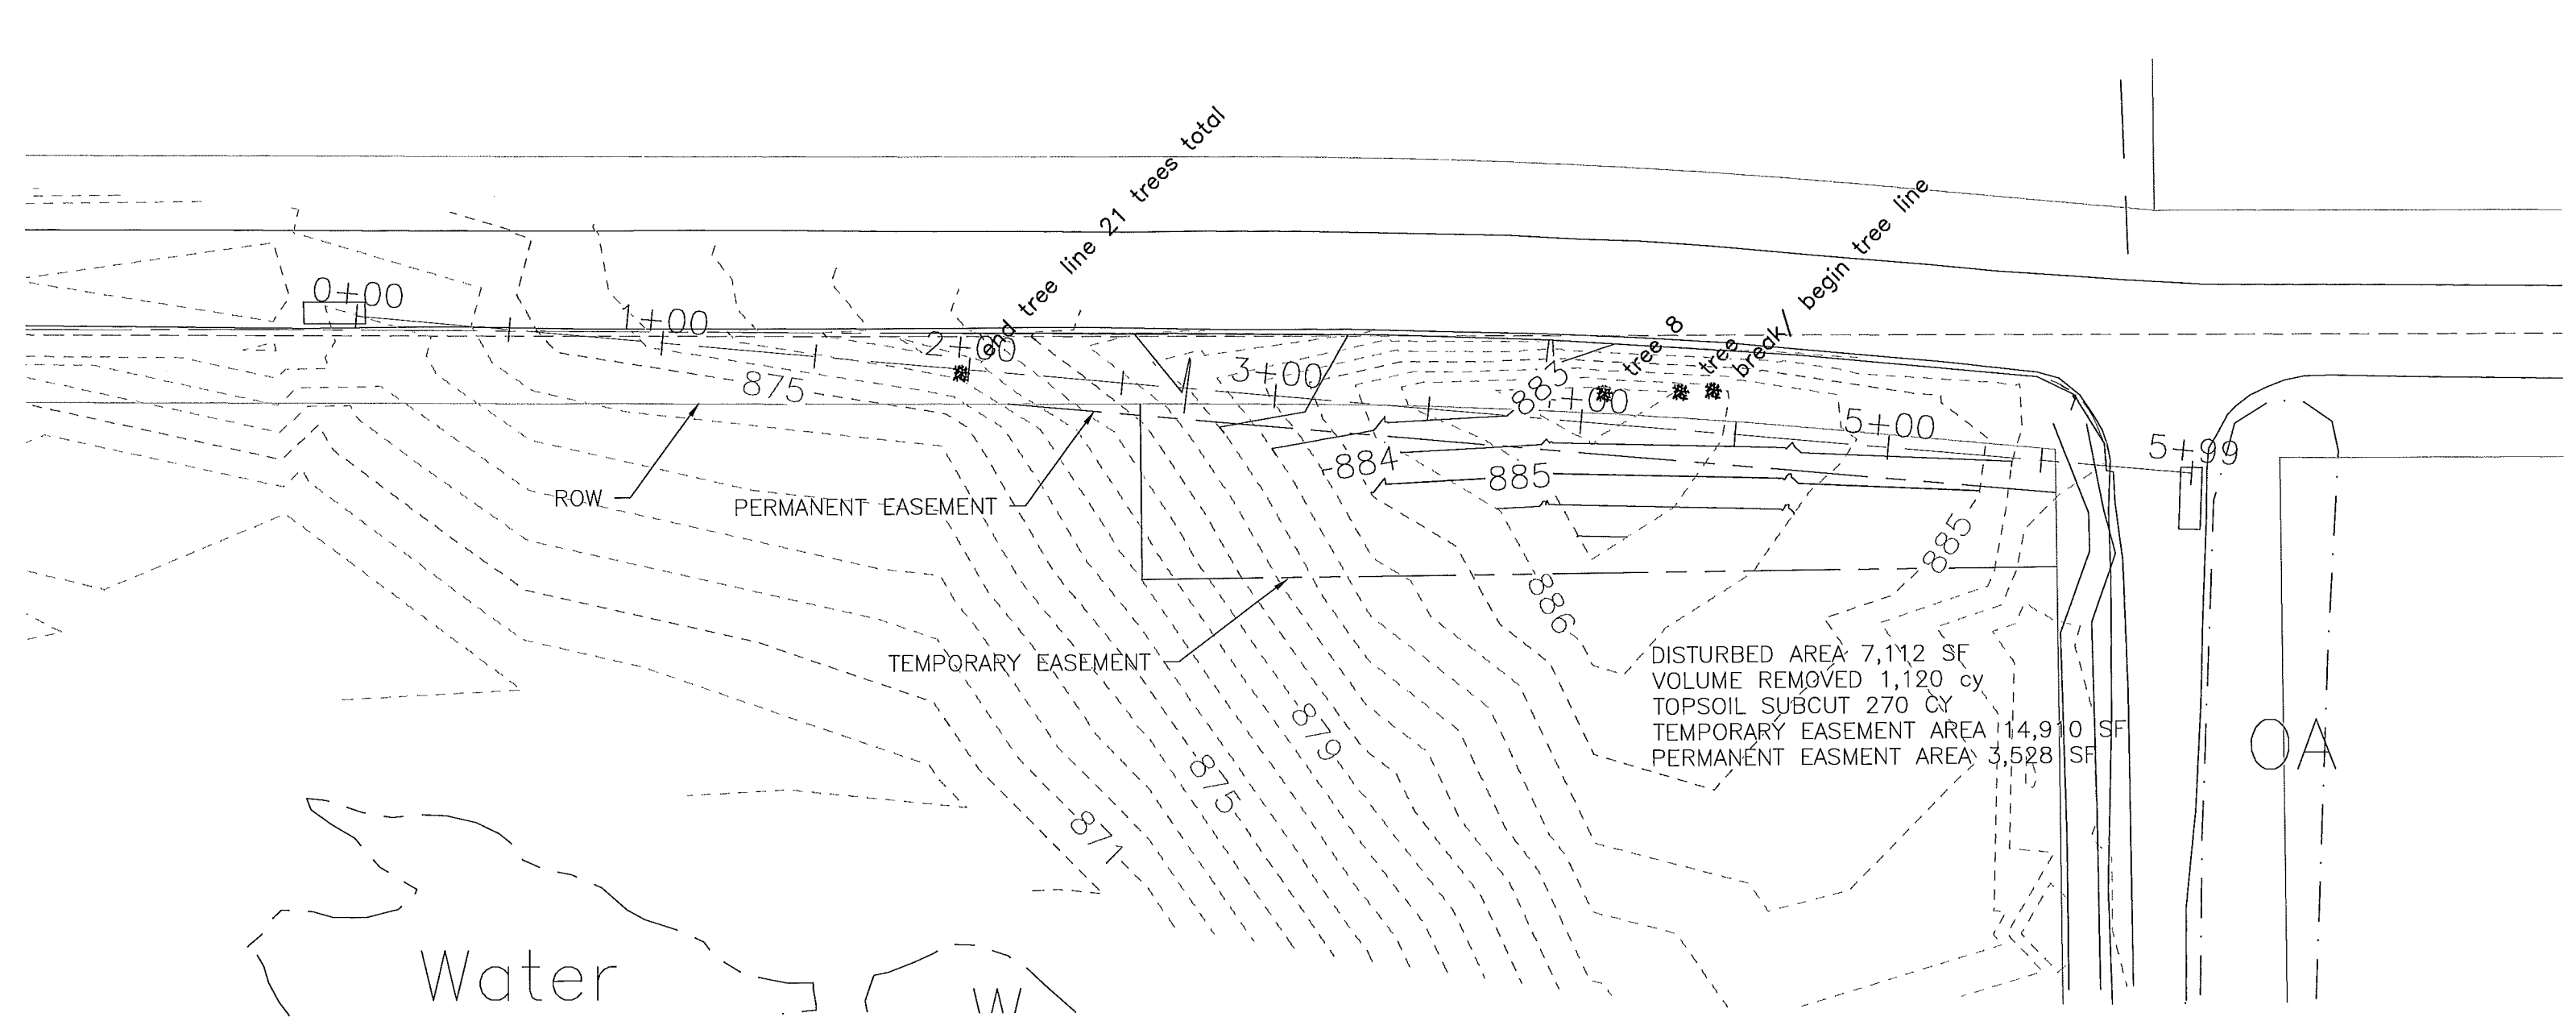 end tree line 21 trees total
tree 8
tree
break/ begin tree line
0+00
1+00
2+00
3+00
5+00
5+99
875
883
884
885
885
886
ROW
PERMANENT EASEMENT
TEMPORARY EASEMENT
DISTURBED AREA 7,112 SF
VOLUME REMOVED 1,120 cy
TOPSOIL SUBCUT 270 CY
TEMPORARY EASEMENT AREA 14,910 SF
PERMANENT EASMENT AREA 3,528 SF
879
875
871
OA
Water
W